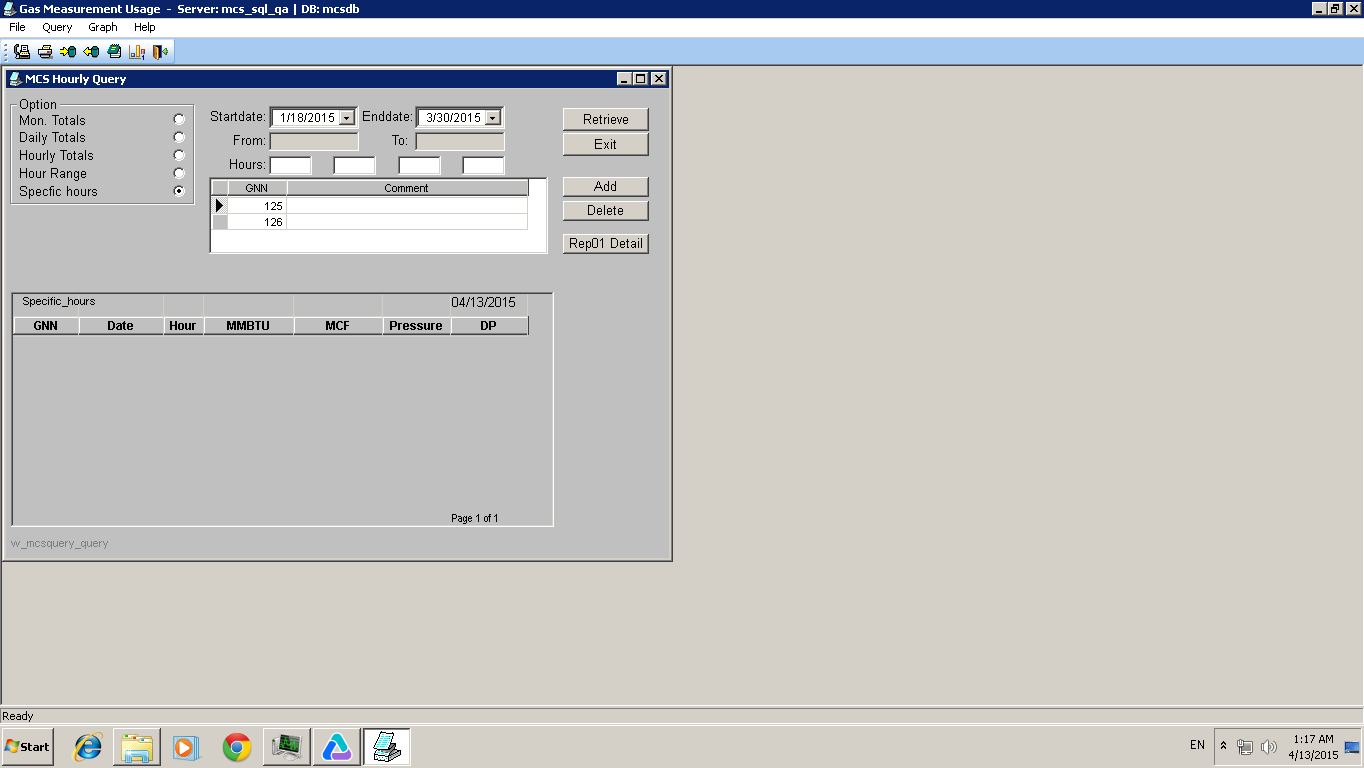 Gas Measurement Usage - Server: mcs_sql_qa | DB: mcsdb
File Query Graph Help
MCS Hourly Query
Option
Mon. Totals
Daily Totals
Hourly Totals
Hour Range
Specfic hours
Startdate: 1/18/2015 Enddate: 3/30/2015
From: To:
Hours:
GNN Comment
125
126
Retrieve
Exit
Add
Delete
Rep01 Detail
Specific_hours 04/13/2015
GNN Date Hour MMBTU MCF Pressure DP
Page 1 of 1
w_mcsquery_query
Ready
Start EN 1:17 AM
4/13/2015